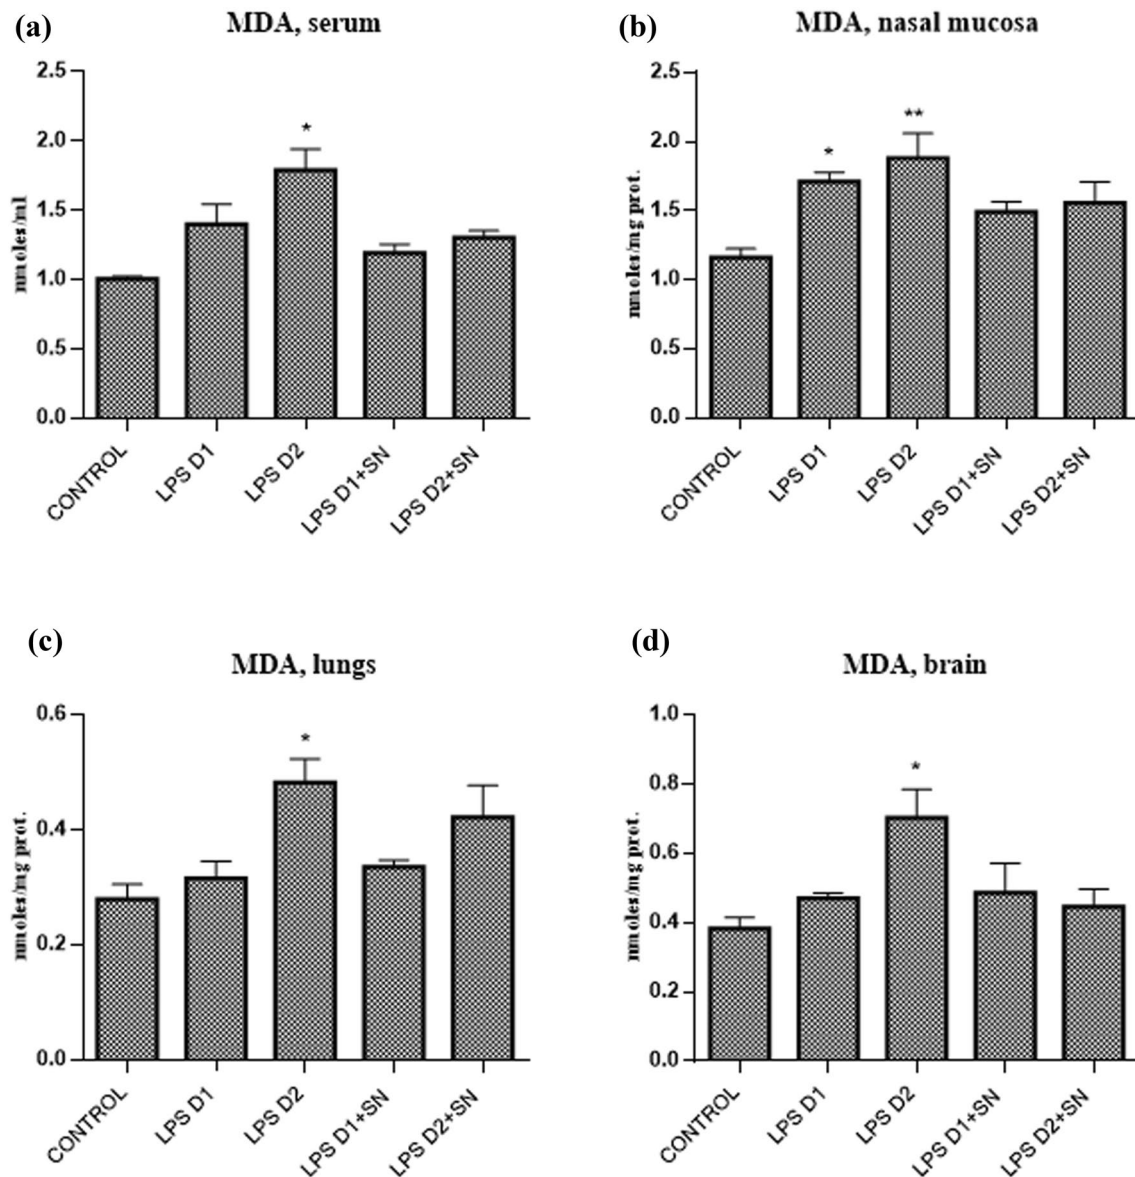 (a)
MDA, serum
nmoles/ml
2.5
2.0
1.5
1.0
0.5
0.0
*
CONTROL
LPS D1
LPS D2
LPS D1+SN
LPS D2+SN
(b)
MDA, nasal mucosa
nmoles/mg prot.
2.5
2.0
1.5
1.0
0.5
0.0
*
**
CONTROL
LPS D1
LPS D2
LPS D1+SN
LPS D2+SN
(c)
MDA, lungs
nmoles/mg prot.
0.6
0.4
0.2
0.0
*
CONTROL
LPS D1
LPS D2
LPS D1+SN
LPS D2+SN
(d)
MDA, brain
nmoles/mg prot.
1.0
0.8
0.6
0.4
0.2
0.0
*
CONTROL
LPS D1
LPS D2
LPS D1+SN
LPS D2+SN